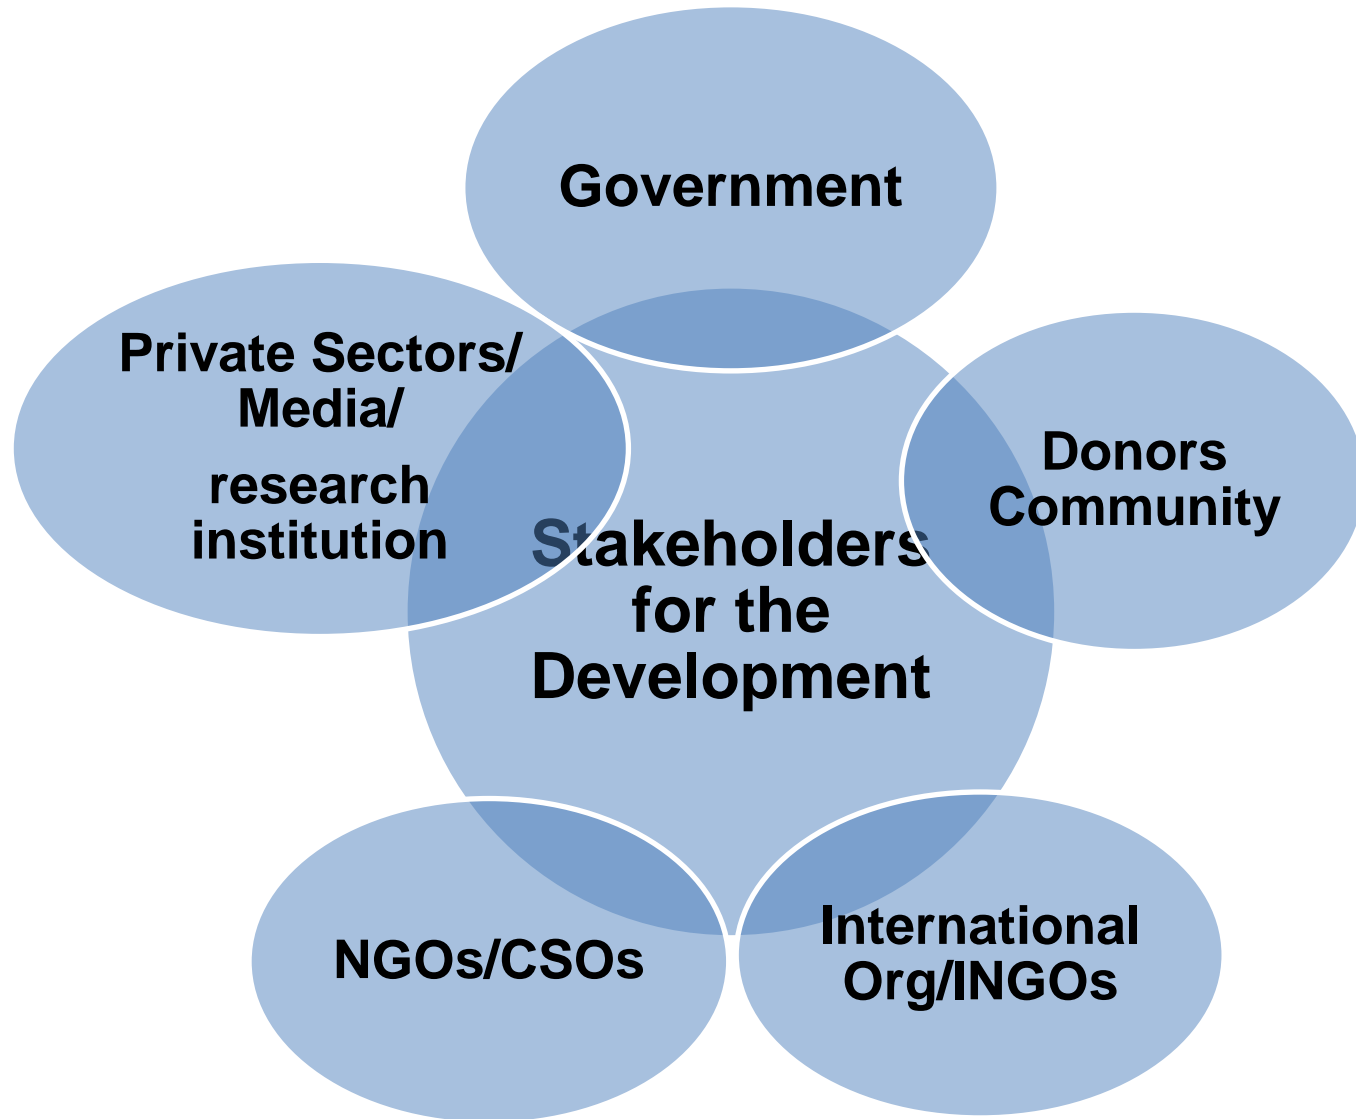 Government
Private Sectors/
Media/
research
institution
Donors
Community
Stakeholders
for the
Development
NGOs/CSOs
International
Org/INGOs